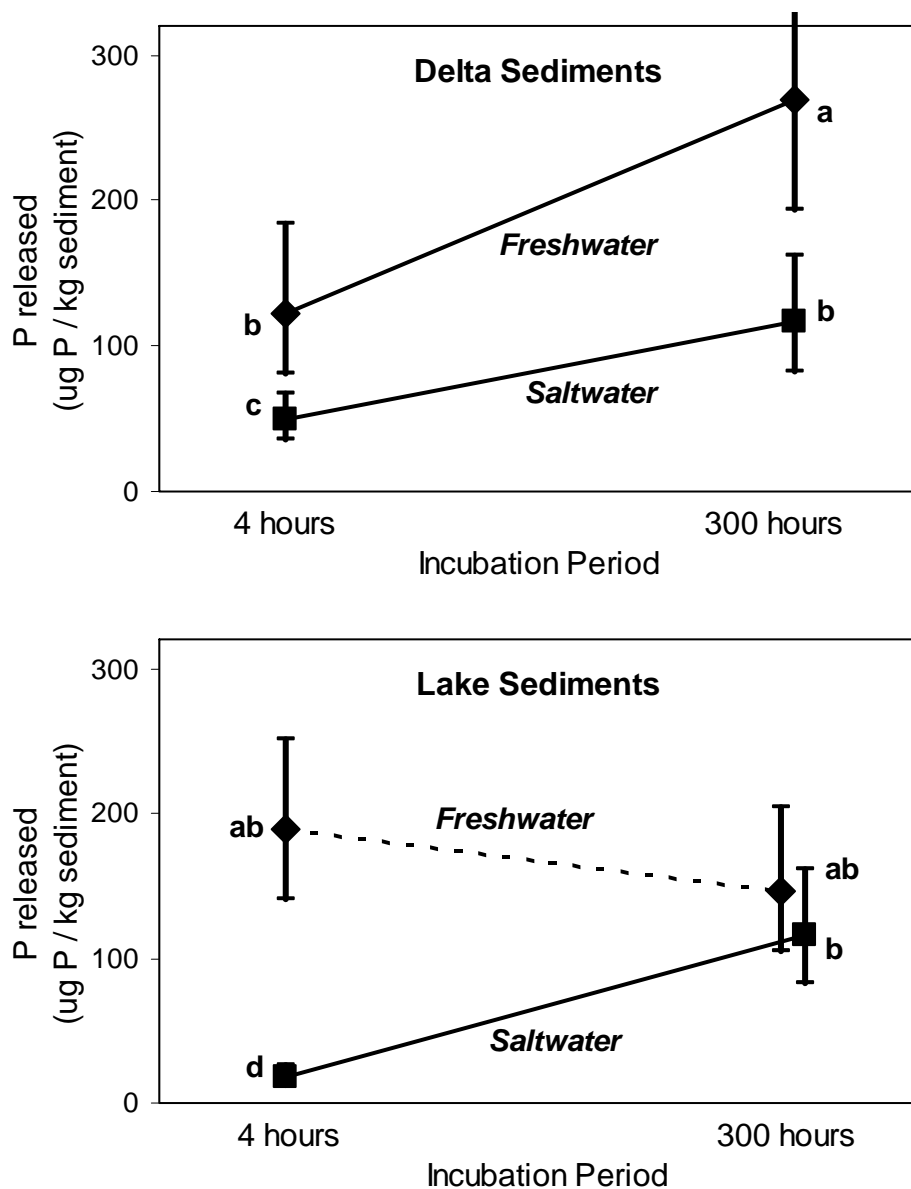 Delta Sediments
300
200
100
0
P released
(ug P / kg sediment)
a
b
b
c
Freshwater
Saltwater
4 hours
300 hours
Incubation Period
Lake Sediments
300
200
100
0
P released
(ug P / kg sediment)
ab
Freshwater
ab
b
d
Saltwater
4 hours
300 hours
Incubation Period